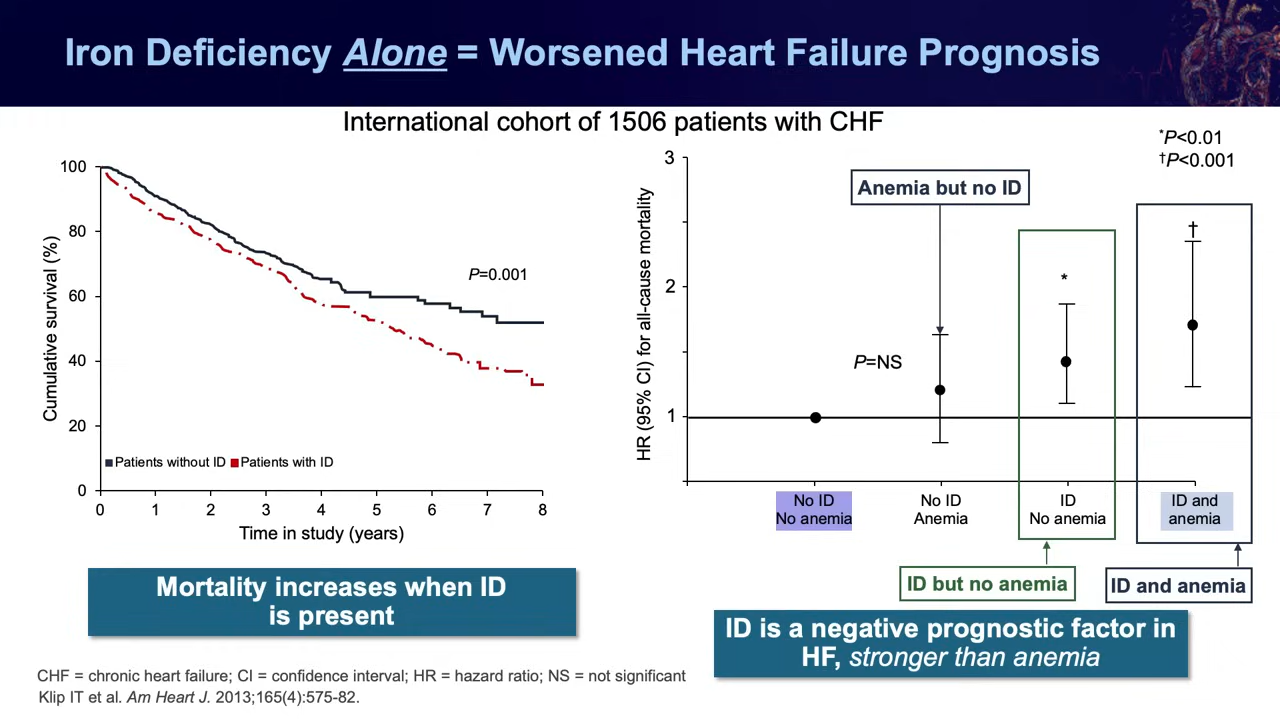 Iron Deficiency Alone = Worsened Heart Failure Prognosis
International cohort of 1506 patients with CHF
Cumulative survival (%)
100
80
60
40
20
0
P=0.001
Patients without ID
Patients with ID
0 1 2 3 4 5 6 7 8
Time in study (years)
Mortality increases when ID
is present
*P<0.01
†P<0.001
HR (95% CI) for all-cause mortality
3
2
1
Anemia but no ID
P=NS
*
†
No ID
No anemia
No ID
Anemia
ID
No anemia
ID and
anemia
ID but no anemia
ID and anemia
ID is a negative prognostic factor in
HF, stronger than anemia
CHF = chronic heart failure; CI = confidence interval; HR = hazard ratio; NS = not significant
Klip IT et al. Am Heart J. 2013;165(4):575-82.